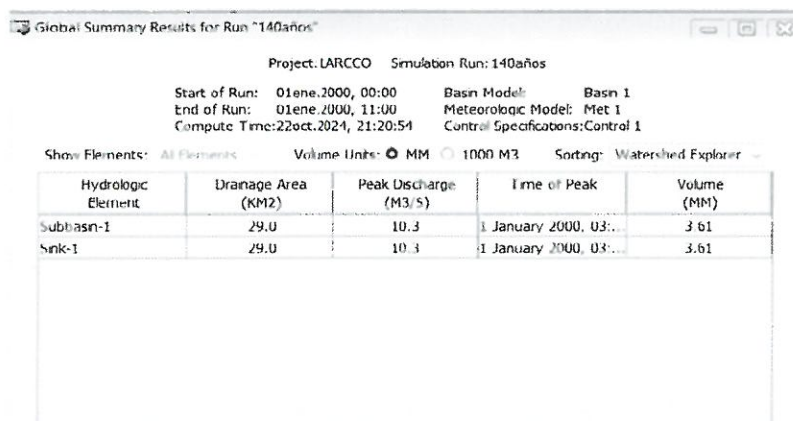 Global Summary Results for Run "140años"
Project: LARCCO Simulation Run: 140años
Start of Run: 01ene.2000, 00:00 Basin Model: Basin 1
End of Run: 01ene.2000, 11:00 Meteorologic Model: Met 1
Compute Time:22oct.2024, 21:20:54 Control Specifications:Control 1
Show Elements: All Elements Volume Units: MM 1000 M3 Sorting: Watershed Explorer
Hydrologic Element Drainage Area (KM2) Peak Discharge (M3/S) Time of Peak Volume (MM)
Subbasin-1 29.0 10.3 1 January 2000, 03:... 3.61
Sink-1 29.0 10.3 1 January 2000, 03:... 3.61